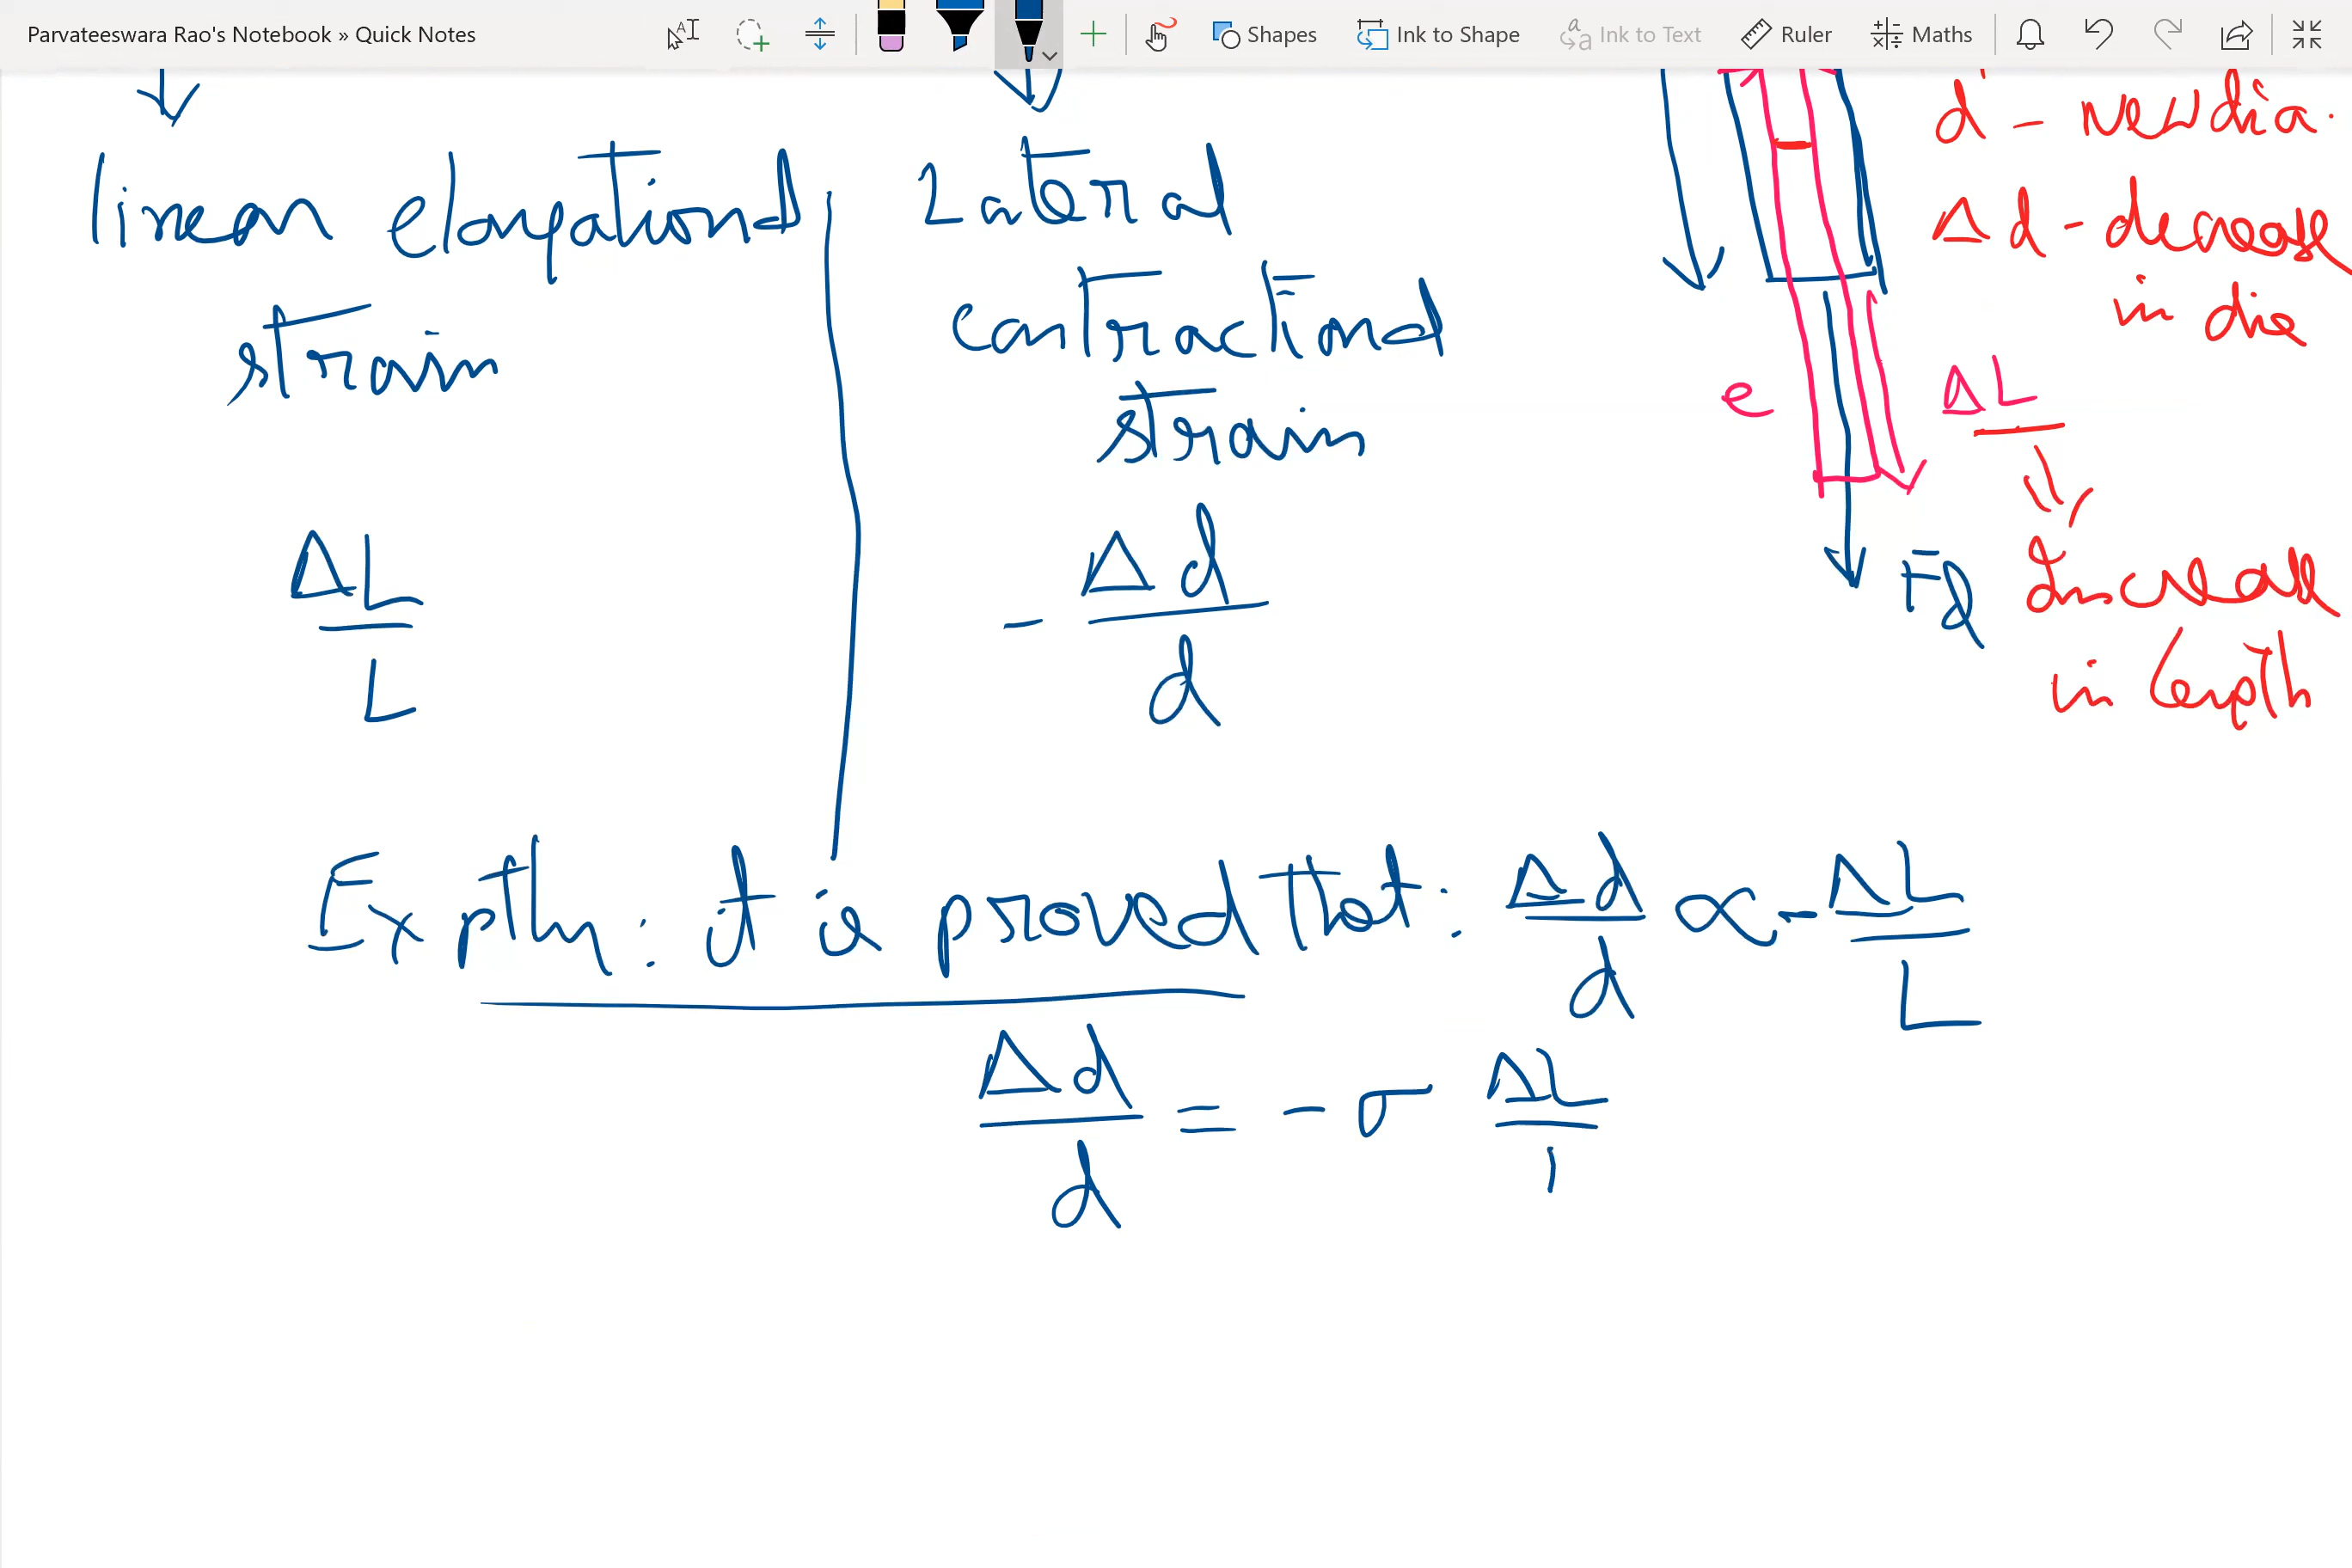 Parvateeswara Rao's Notebook » Quick Notes
Shapes
Ink to Shape
Ink to Text
Ruler
Maths
linear elongational
strain
ΔL
L
Lateral
contractional
strain
- Δd
d
d' - new dia.
Δd - decrease
in dia
e
ΔL
Increase
in length
Exptly: it is proved that: Δd/d ∝ - ΔL/L
Δd/d = - σ ΔL/